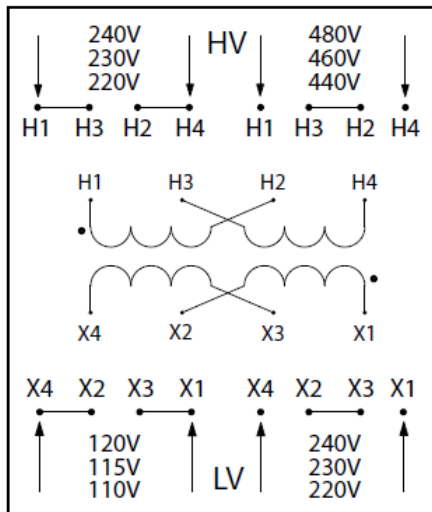 240V HV 480V
230V 460V
220V 440V
H1 H3 H2 H4 H1 H3 H2 H4
H1 H3 H2 H4
X4 X2 X3 X1
X4 X2 X3 X1 X4 X2 X3 X1
120V 240V
115V 230V
110V LV 220V